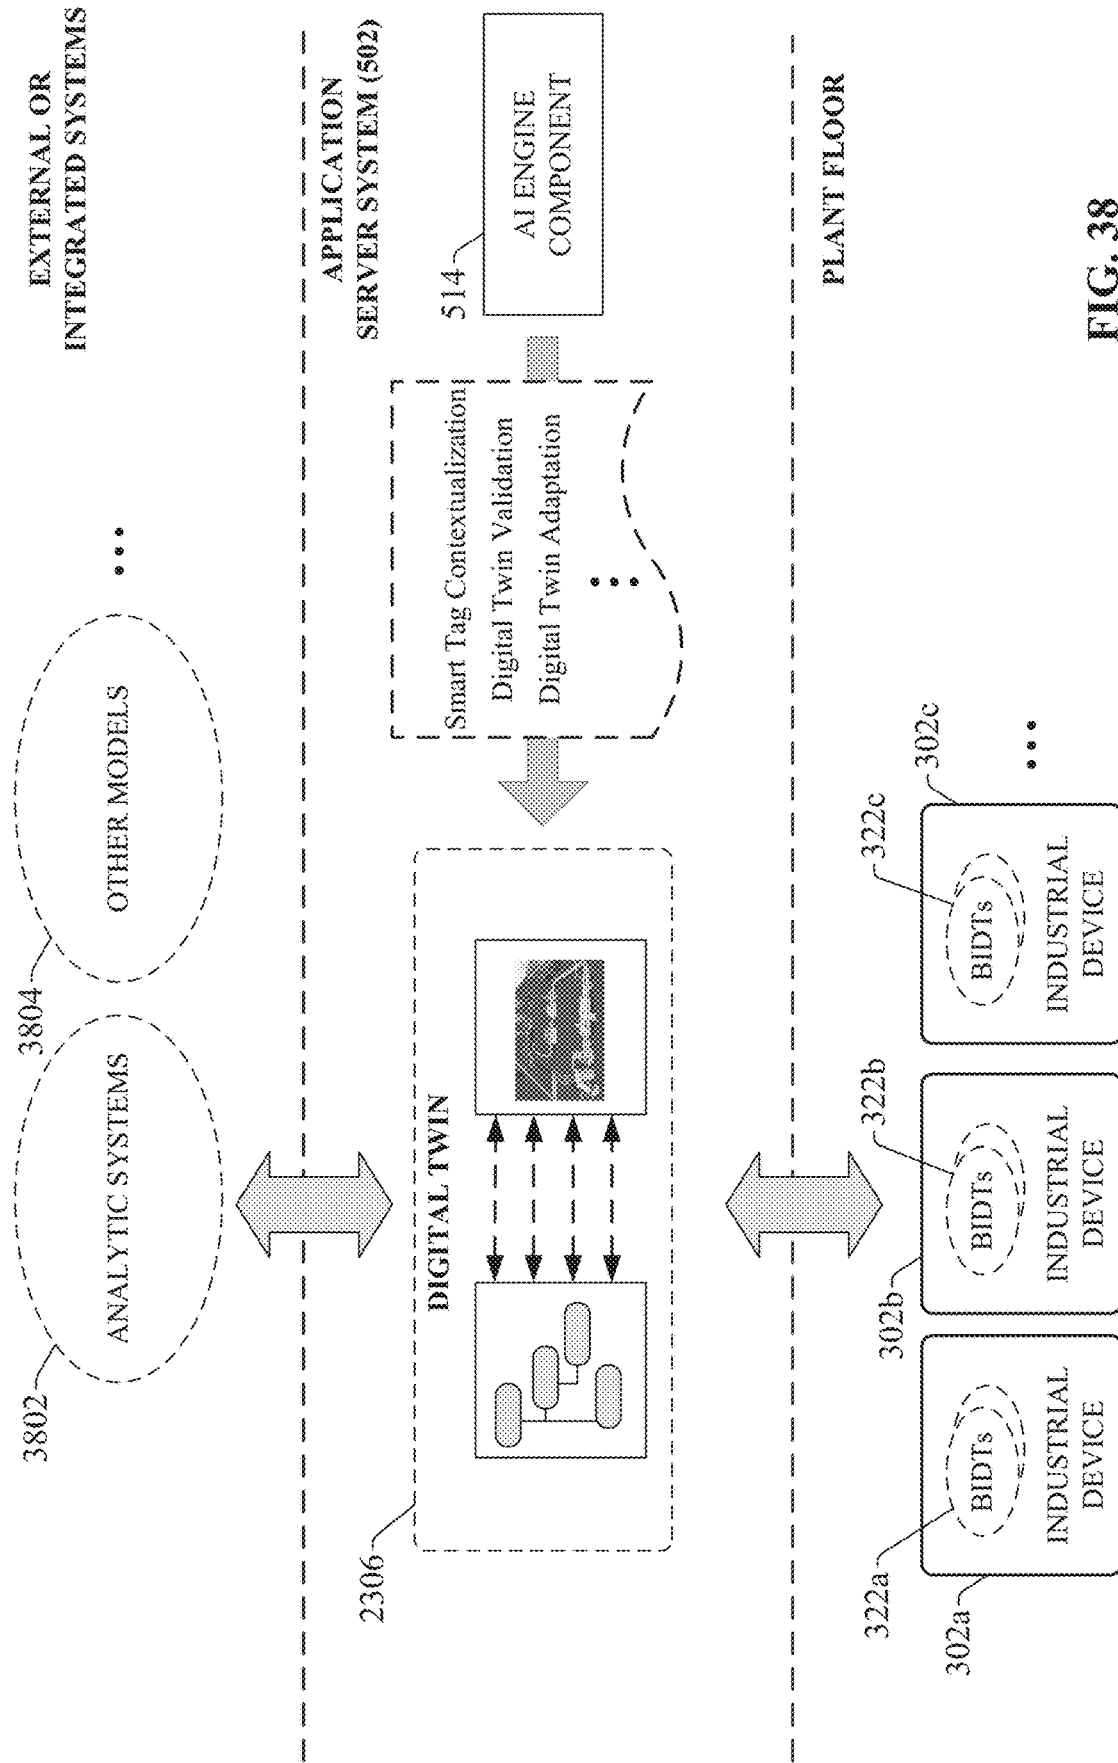 EXTERNAL OR
INTEGRATED SYSTEMS
3802
ANALYTIC SYSTEMS
3804
OTHER MODELS
•••
APPLICATION
SERVER SYSTEM (502)
2306
DIGITAL TWIN
Smart Tag Contextualization
Digital Twin Validation
Digital Twin Adaptation
•••
514
AI ENGINE
COMPONENT
PLANT FLOOR
322a
302a
BIDTs
INDUSTRIAL
DEVICE
302b
322b
BIDTs
INDUSTRIAL
DEVICE
322c
302c
BIDTs
INDUSTRIAL
DEVICE
•••
FIG. 38